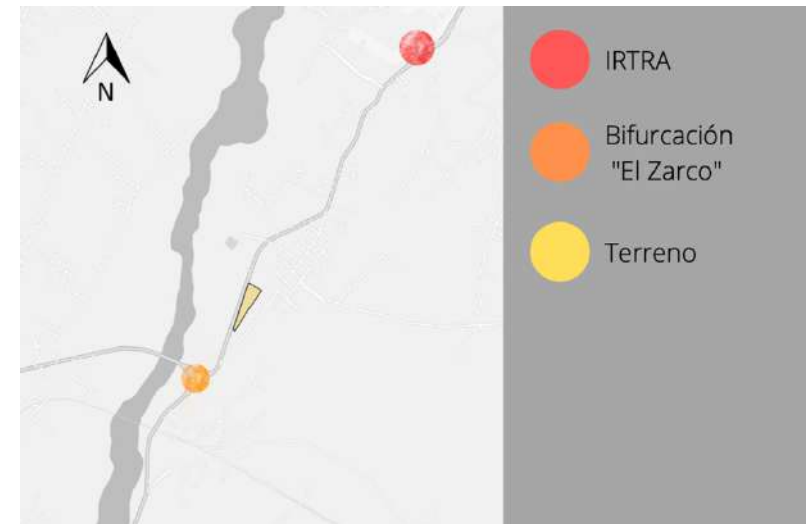 N
IRTRA
Bifurcación
"El Zarco"
Terreno